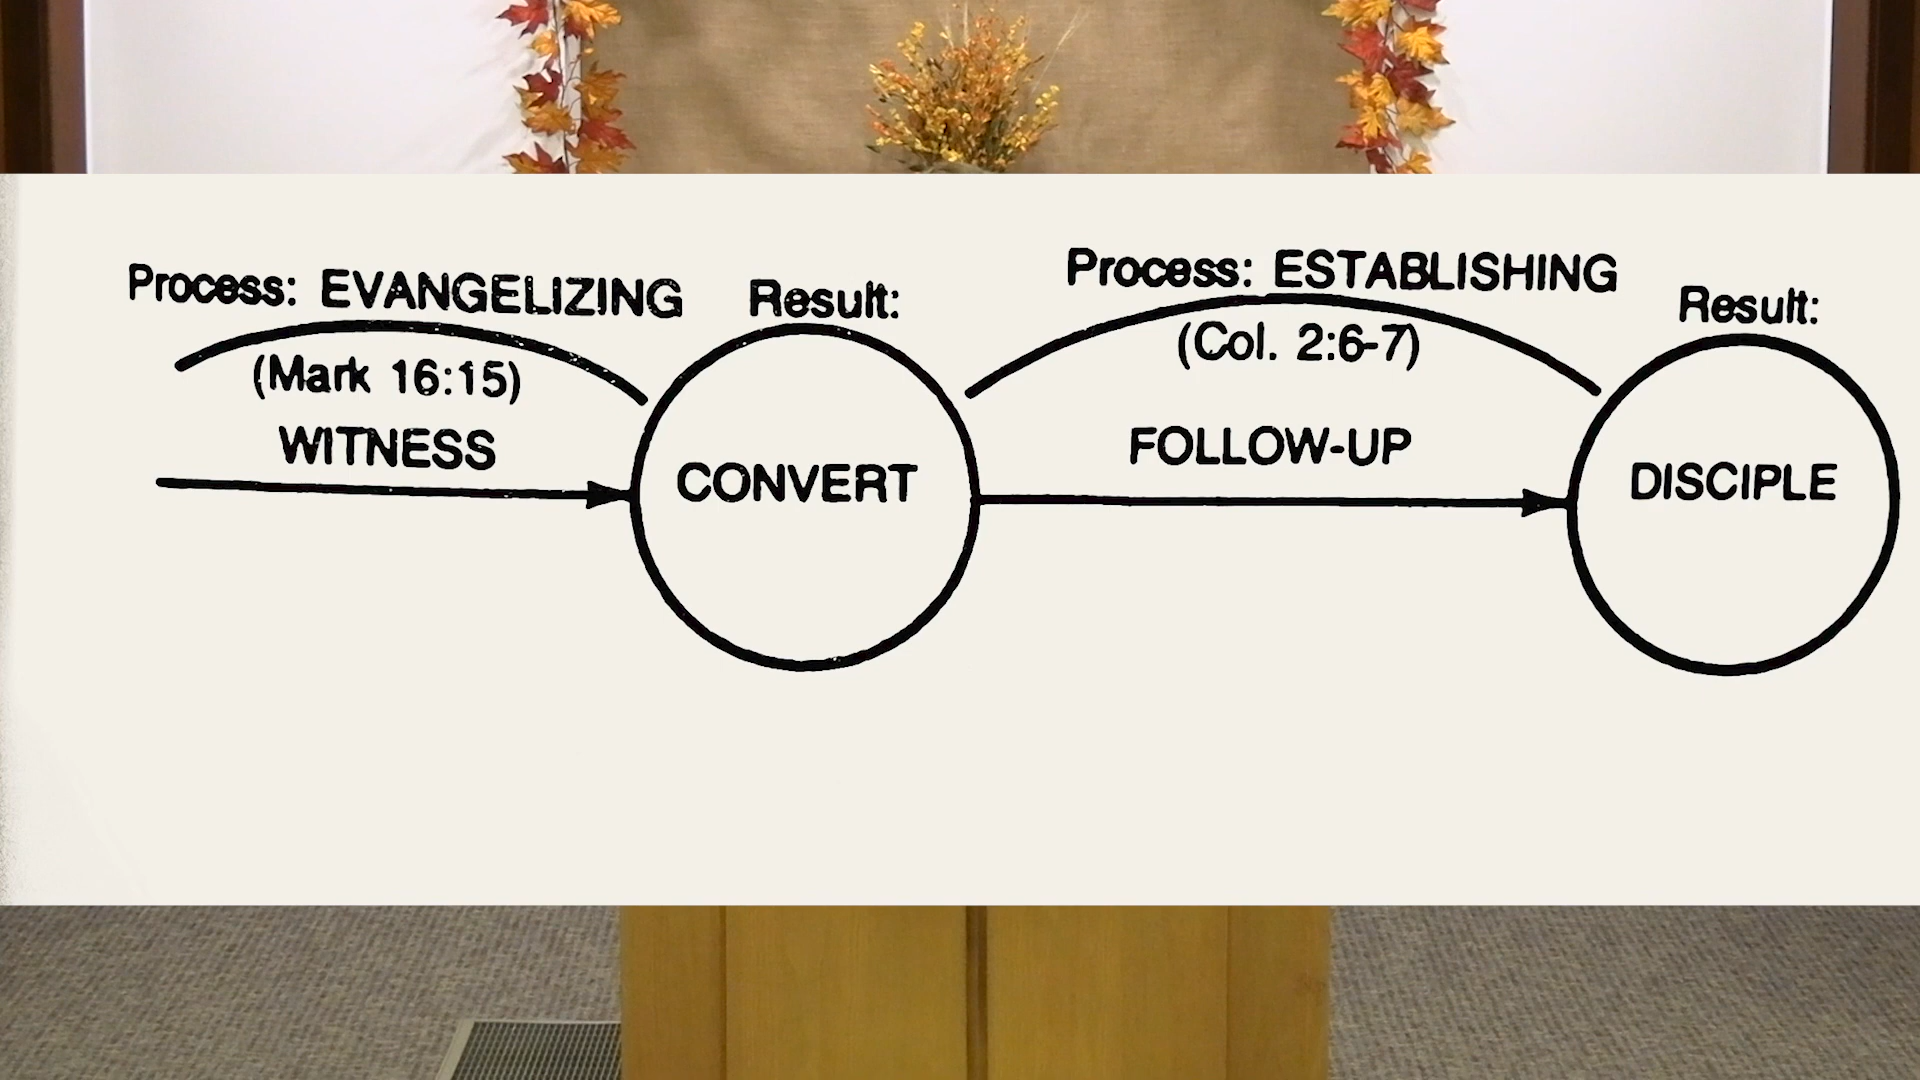 Process: EVANGELIZING
(Mark 16:15)
WITNESS
Result:
CONVERT
Process: ESTABLISHING
(Col. 2:6-7)
FOLLOW-UP
Result:
DISCIPLE